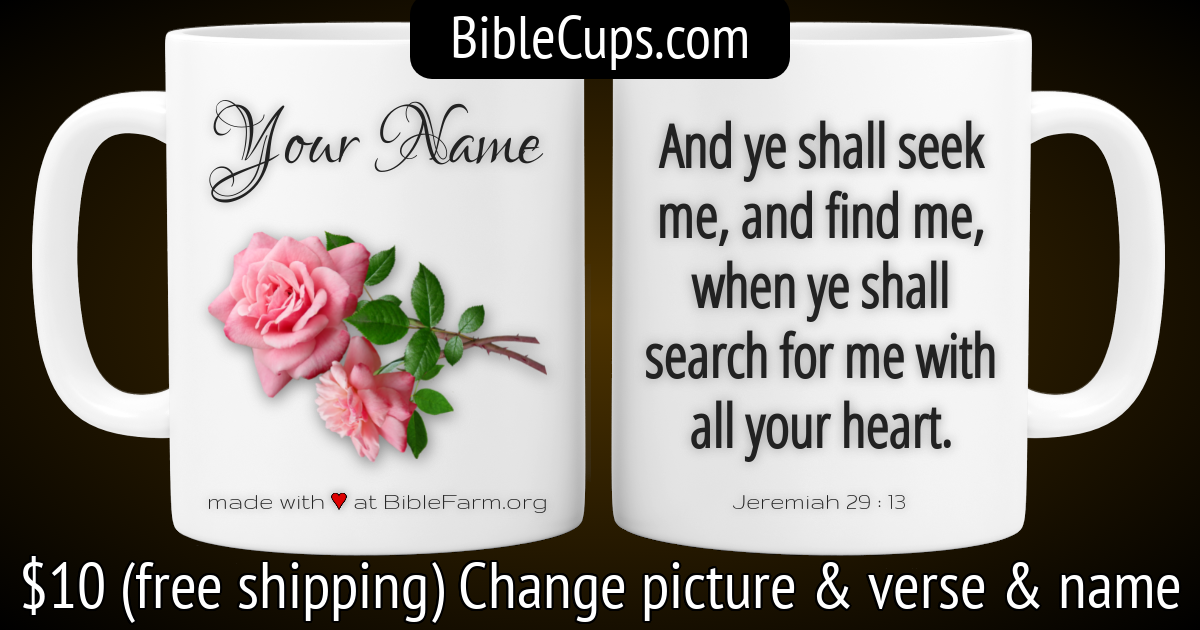 BibleCups.com
Your Name
made with ♥ at BibleFarm.org
And ye shall seek
me, and find me,
when ye shall
search for me with
all your heart.
Jeremiah 29 : 13
$10 (free shipping) Change picture & verse & name